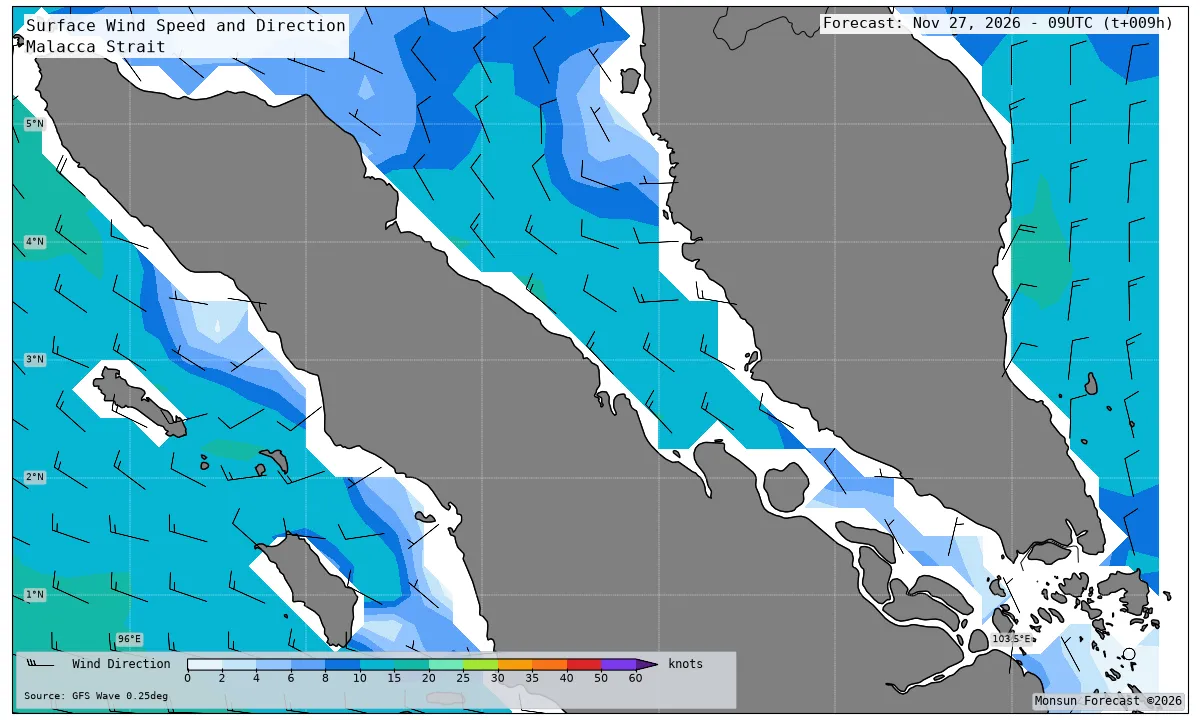 Surface Wind Speed and Direction
Malacca Strait
Forecast: Nov 27, 2026 - 09UTC (t+009h)
5°N
4°N
3°N
2°N
1°N
96°E
103.5°E
Wind Direction
knots
0 2 4 6 8 10 15 20 25 30 35 40 50 60
Source: GFS Wave 0.25deg
Monsun Forecast ©2026